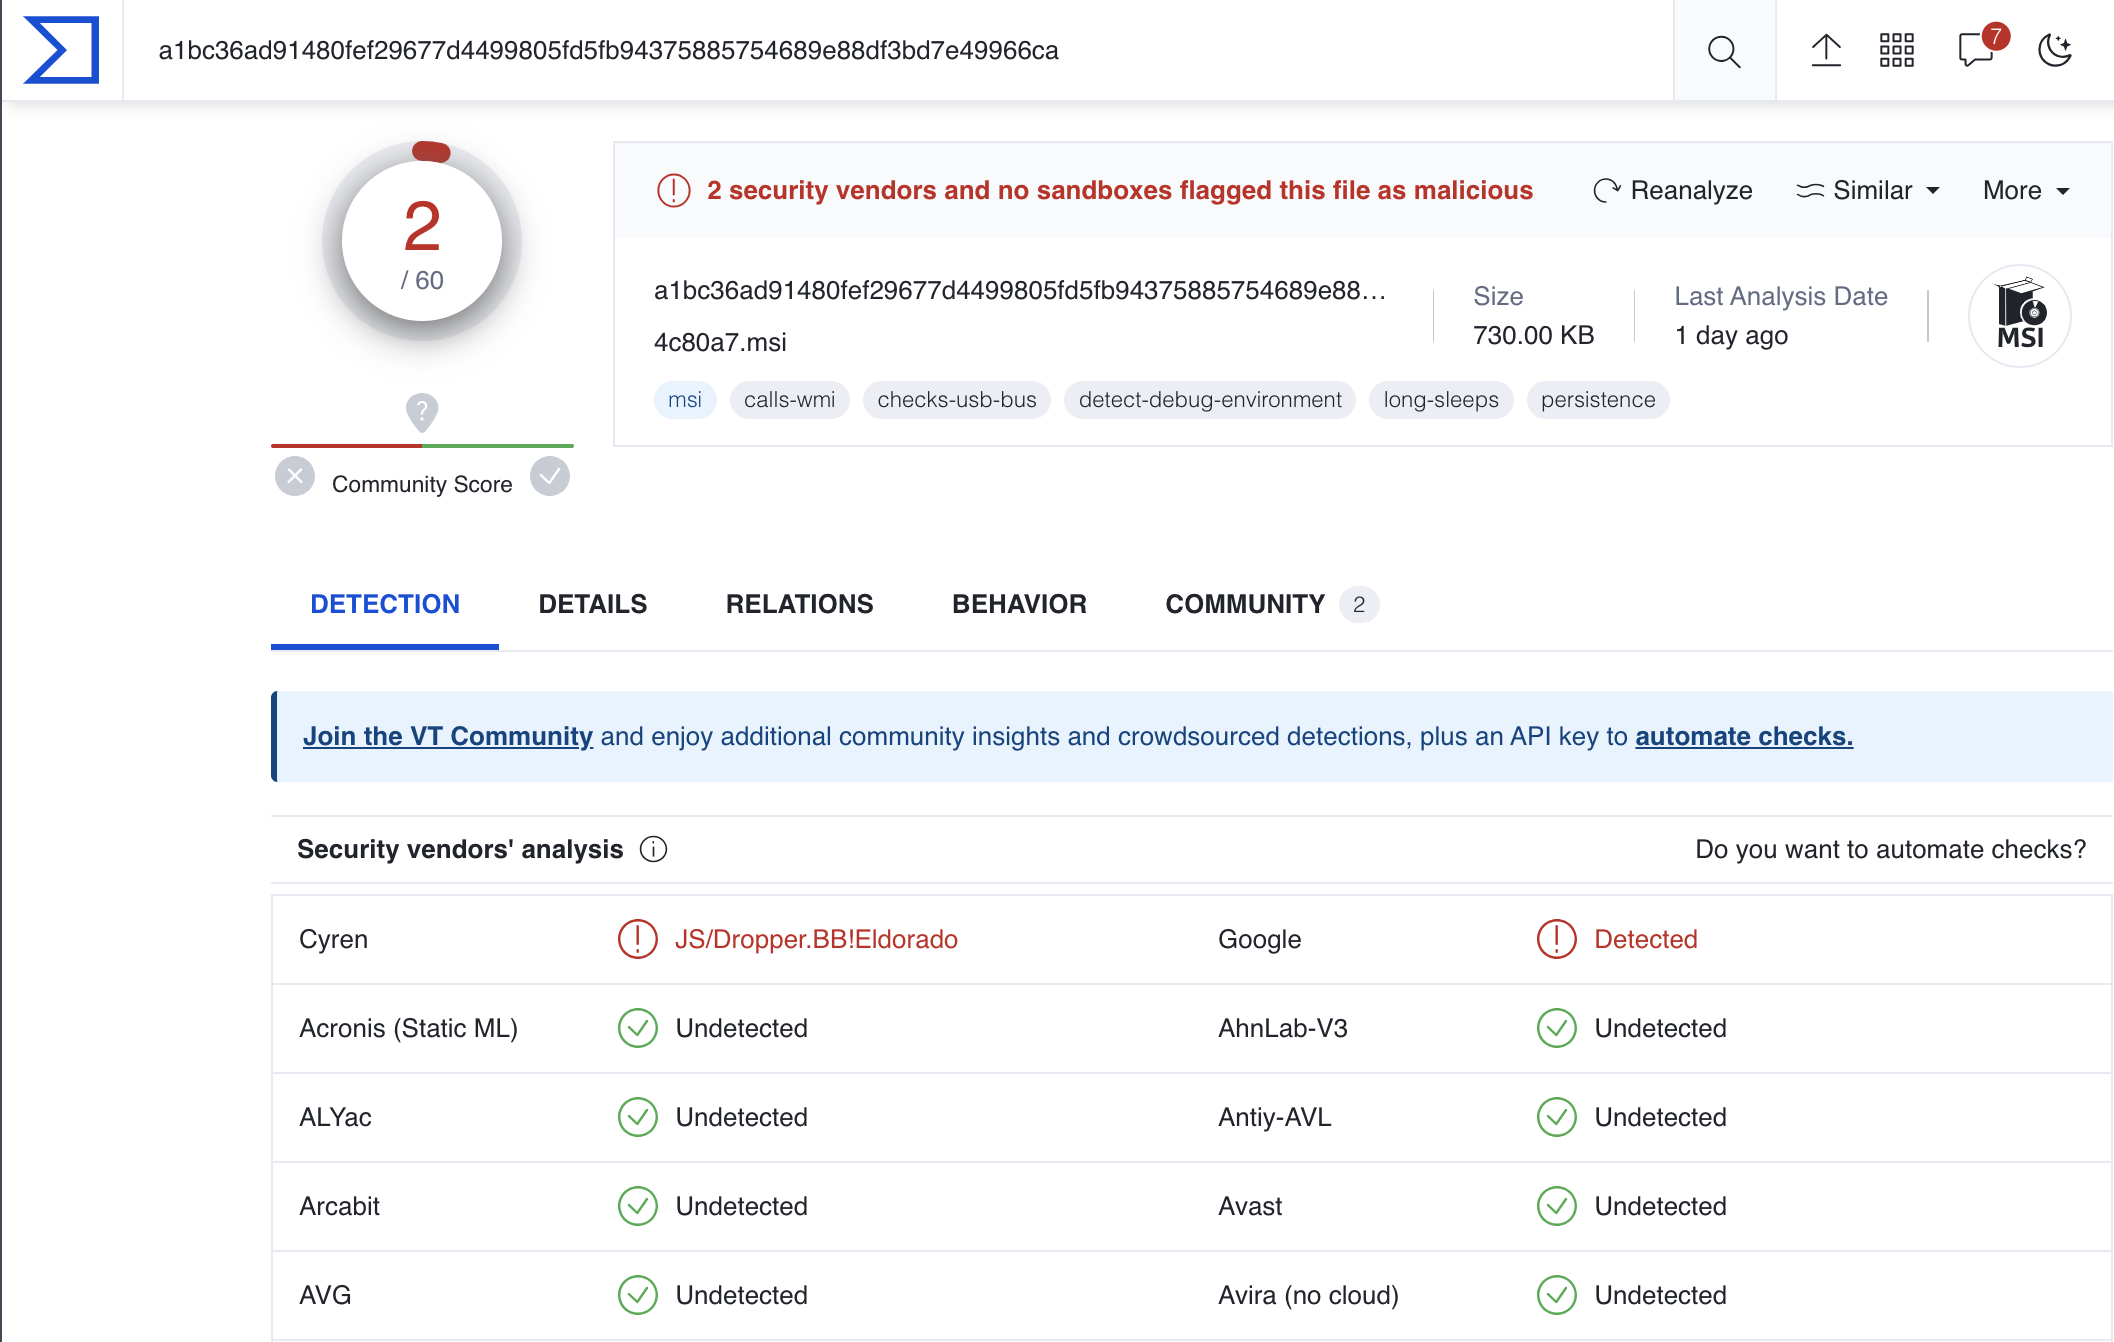 a1bc36ad91480fef29677d4499805fd5fb94375885754689e88df3bd7e49966ca
7
2
/ 60
?
Community Score
2 security vendors and no sandboxes flagged this file as malicious
Reanalyze
Similar
More
a1bc36ad91480fef29677d4499805fd5fb94375885754689e88...
4c80a7.msi
Size
730.00 KB
Last Analysis Date
1 day ago
MSI
msi
calls-wmi
checks-usb-bus
detect-debug-environment
long-sleeps
persistence
DETECTION
DETAILS
RELATIONS
BEHAVIOR
COMMUNITY 2
Join the VT Community and enjoy additional community insights and crowdsourced detections, plus an API key to automate checks.
Security vendors' analysis
Do you want to automate checks?
Cyren JS/Dropper.BB!Eldorado Google Detected
Acronis (Static ML) Undetected AhnLab-V3 Undetected
ALYac Undetected Antiy-AVL Undetected
Arcabit Undetected Avast Undetected
AVG Undetected Avira (no cloud) Undetected